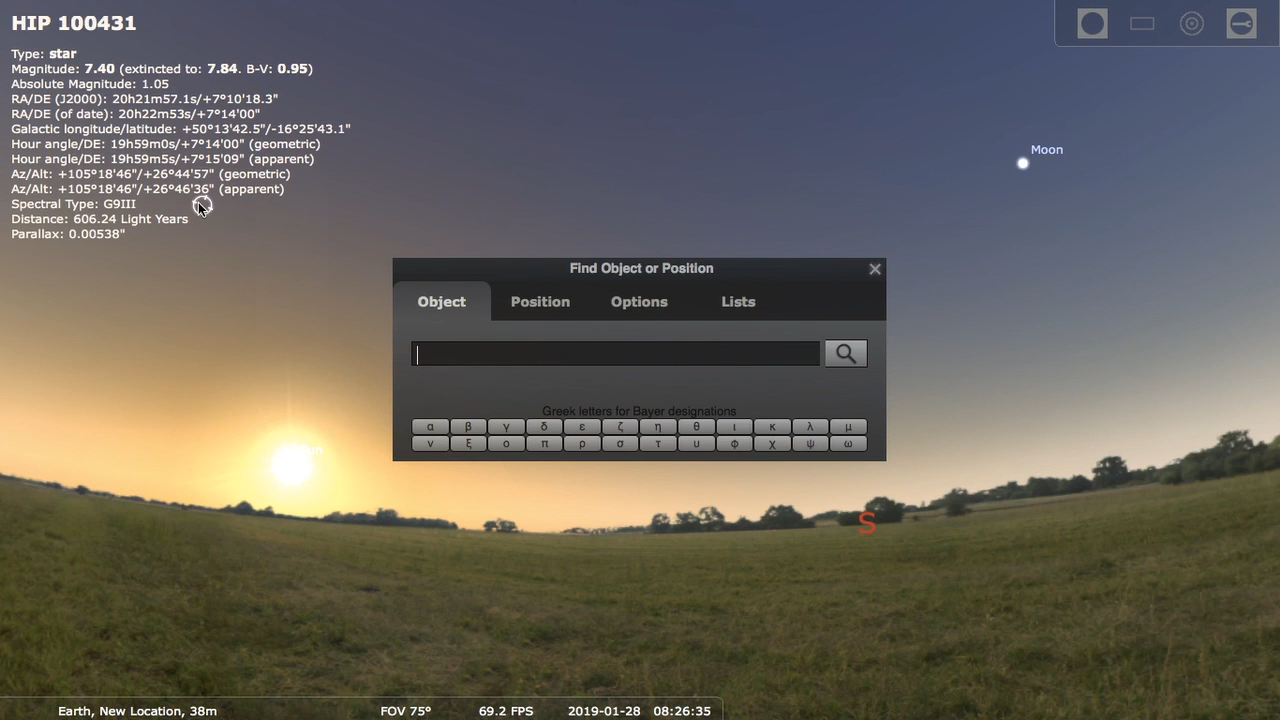 HIP 100431
Type: star
Magnitude: 7.40 (extincted to: 7.84. B-V: 0.95)
Absolute Magnitude: 1.05
RA/DE (J2000): 20h21m57.1s/+7°10'18.3"
RA/DE (of date): 20h22m53s/+7°14'00"
Galactic longitude/latitude: +50°13'42.5"/-16°25'43.1"
Hour angle/DE: 19h59m0s/+7°14'00" (geometric)
Hour angle/DE: 19h59m5s/+7°15'09" (apparent)
Az/Alt: +105°18'46"/+26°44'57" (geometric)
Az/Alt: +105°18'46"/+26°46'36" (apparent)
Spectral Type: G9III
Distance: 606.24 Light Years
Parallax: 0.00538"
Moon
Find Object or Position
Object Position Options Lists
Greek letters for Bayer designations
α β γ δ ε ζ η θ ι κ λ μ
ν ξ ο π ρ σ τ υ φ χ ψ ω
S
Earth, New Location, 38m FOV 75° 69.2 FPS 2019-01-28 08:26:35